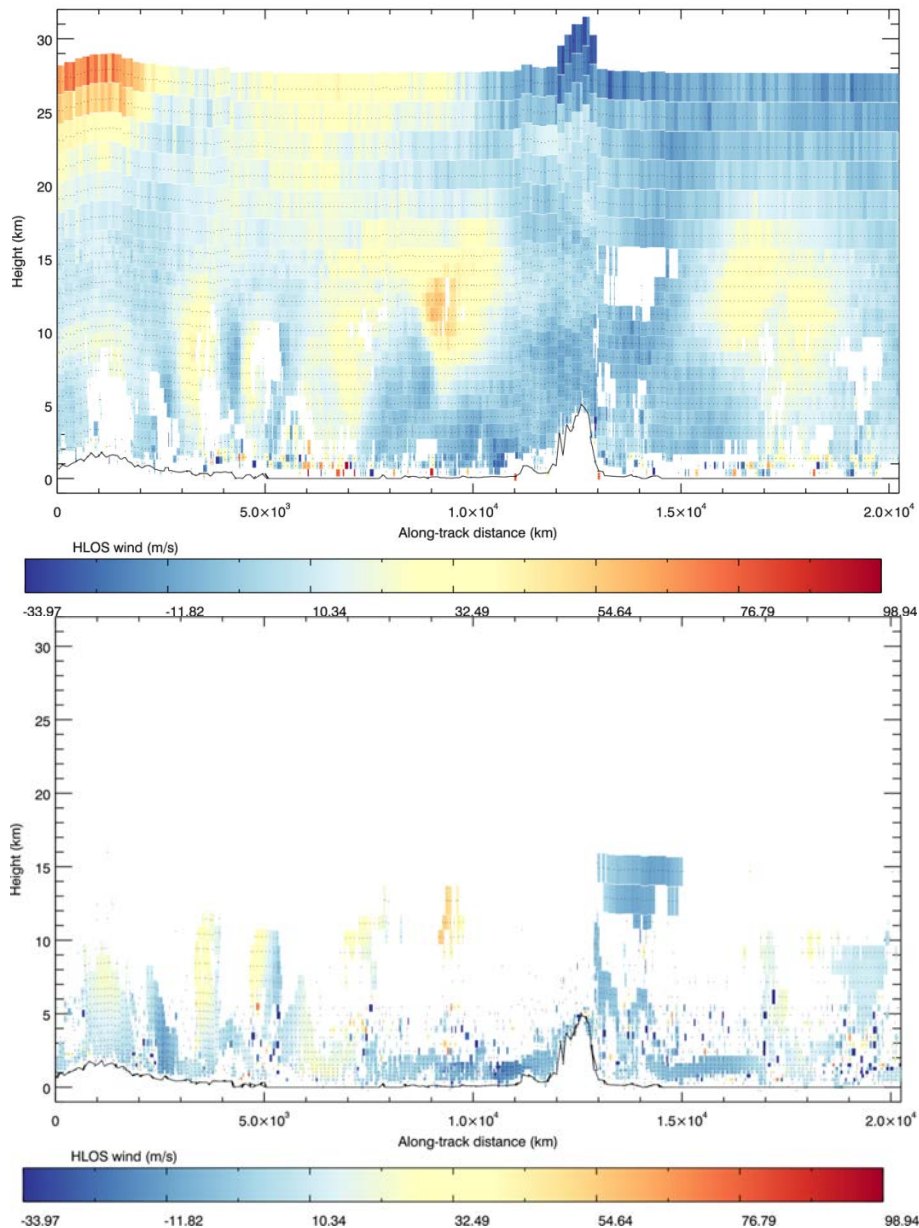 30
25
20
15
10
5
0
Height (km)
0 5.0×10³ 1.0×10⁴ 1.5×10⁴ 2.0×10⁴
Along-track distance (km)
HLOS wind (m/s)
-33.97 -11.82 10.34 32.49 54.64 76.79 98.94
30
25
20
15
10
5
0
Height (km)
0 5.0×10³ 1.0×10⁴ 1.5×10⁴ 2.0×10⁴
Along-track distance (km)
HLOS wind (m/s)
-33.97 -11.82 10.34 32.49 54.64 76.79 98.94